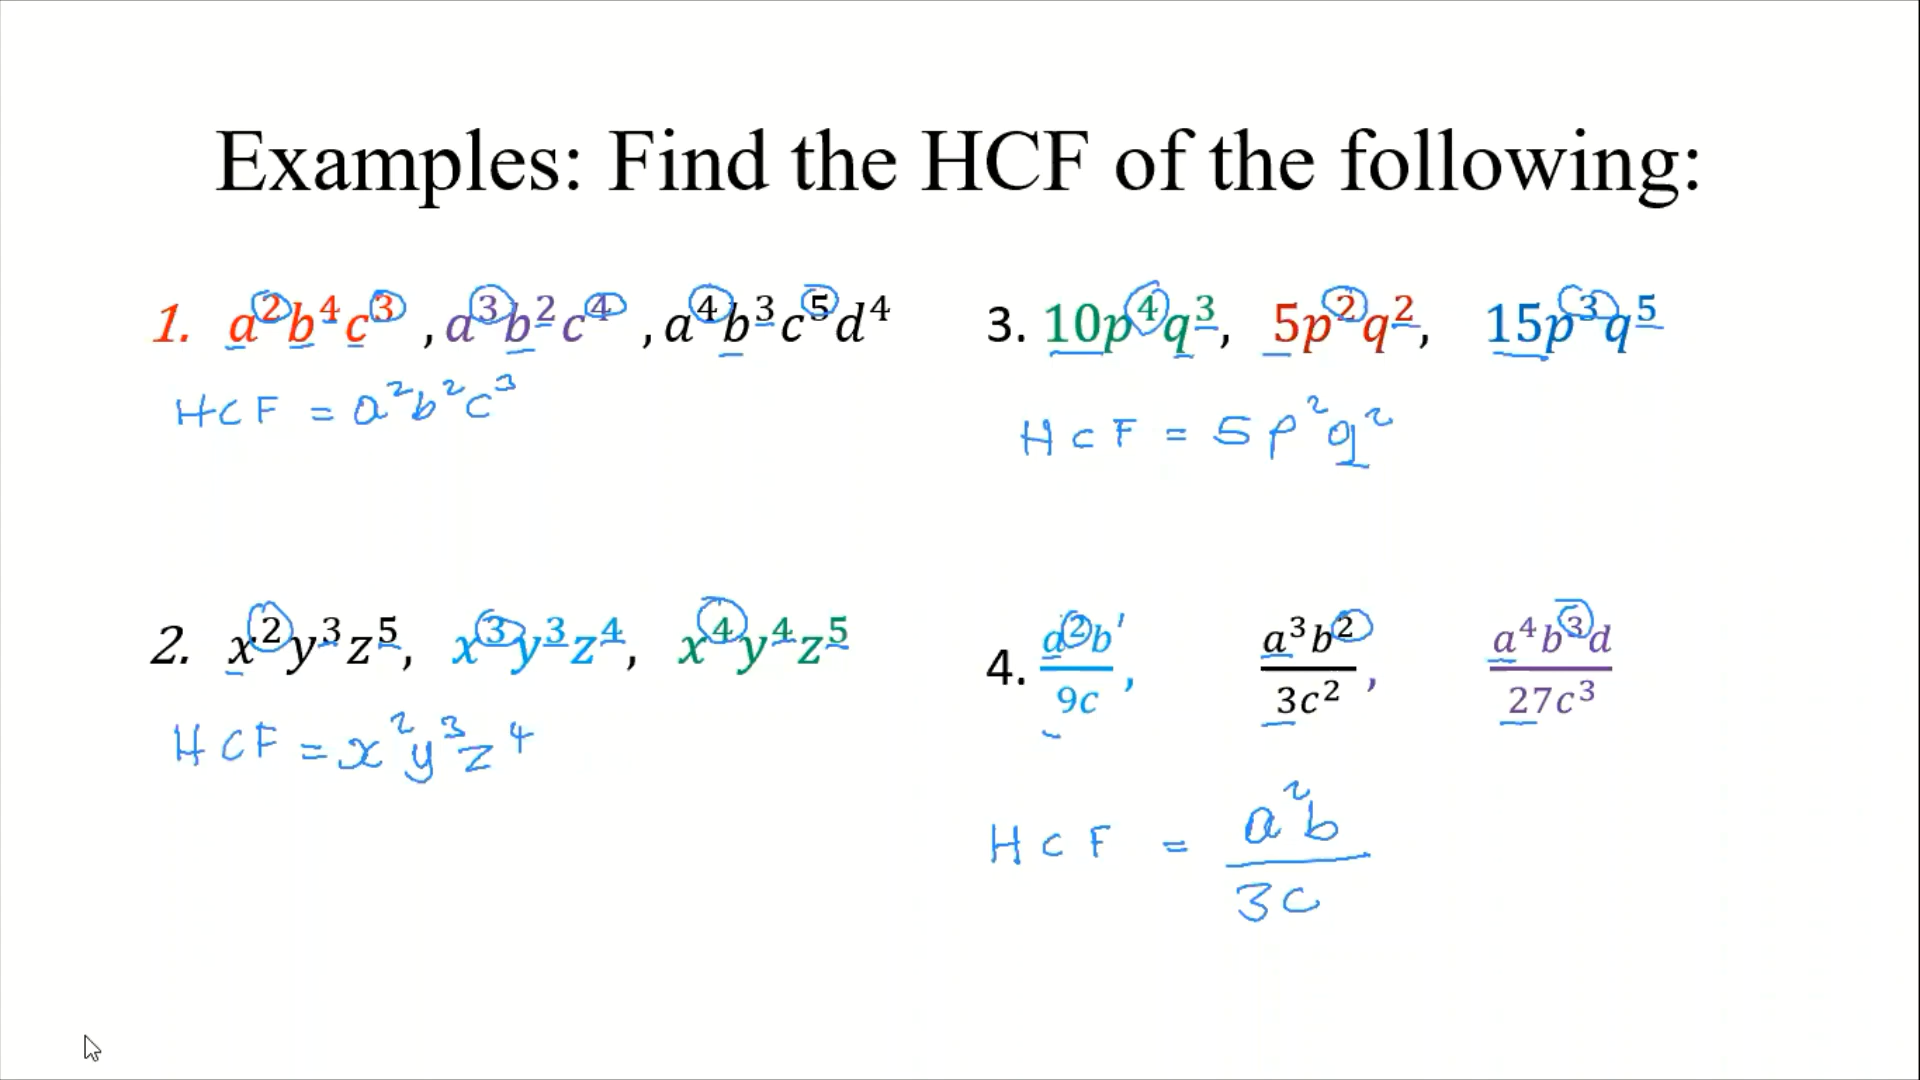 Examples: Find the HCF of the following:
1. a²b⁴c³ , a³b²c⁴ , a⁴b³c⁵d⁴
HCF = a²b²c³
2. x²y³z⁵, x³y³z⁴, x⁴y⁴z⁵
HCF = x²y³z⁴
3. 10p⁴q³, 5p²q², 15p³q⁵
HCF = 5p²q²
4. a²b'/9c, a³b²/3c², a⁴b³d/27c³
HCF = a²b/3c